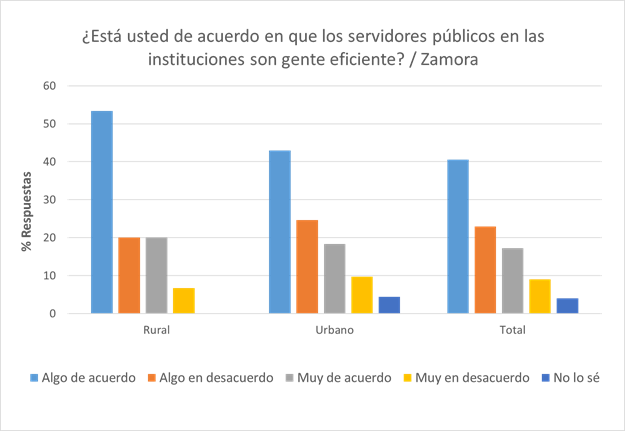 ¿Está usted de acuerdo en que los servidores públicos en las
instituciones son gente eficiente? / Zamora
60
50
40
30
20
10
0
% Respuestas
Rural
Urbano
Total
Algo de acuerdo
Algo en desacuerdo
Muy de acuerdo
Muy en desacuerdo
No lo sé